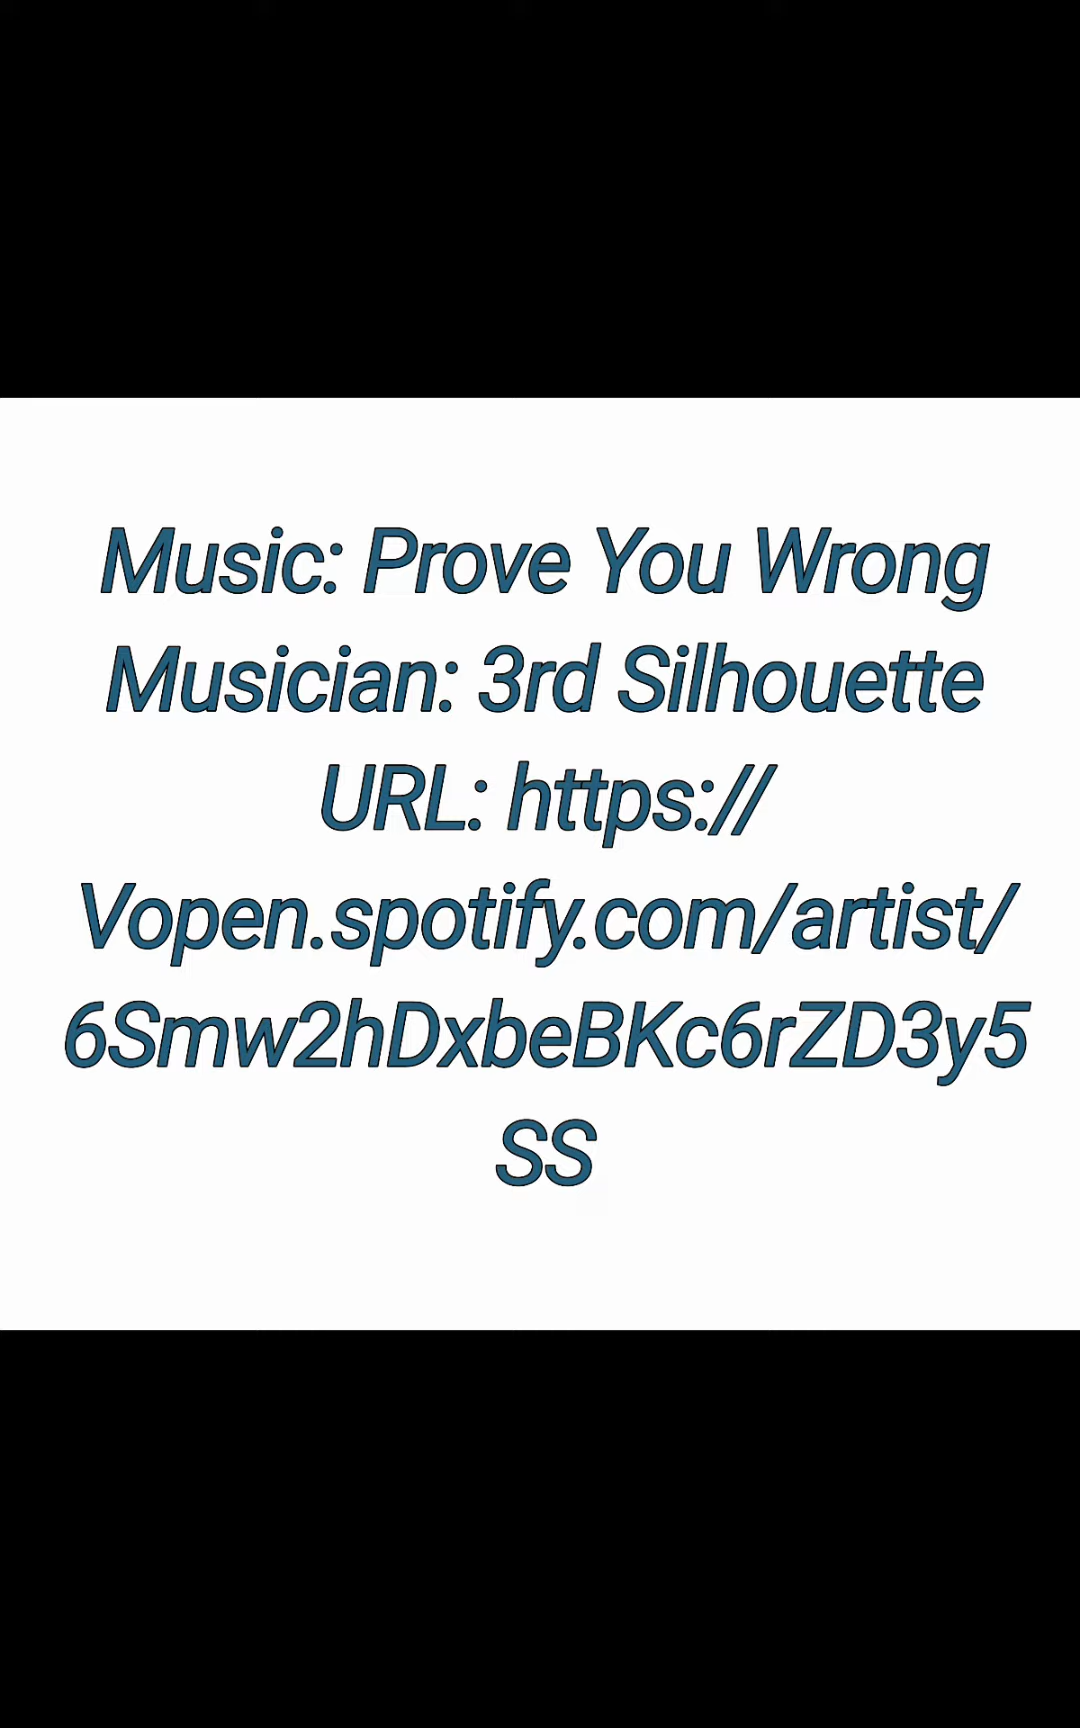 Music: Prove You Wrong
Musician: 3rd Silhouette
URL: https://
Vopen.spotify.com/artist/
6Smw2hDxbeBKc6rZD3y5
SS